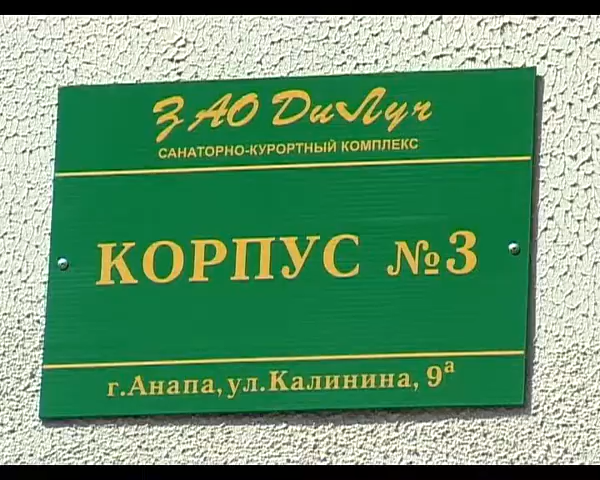 ЗАО ДиЛуч
САНАТОРНО-КУРОРТНЫЙ КОМПЛЕКС
КОРПУС №3
г.Анапа, ул.Калинина, 9а